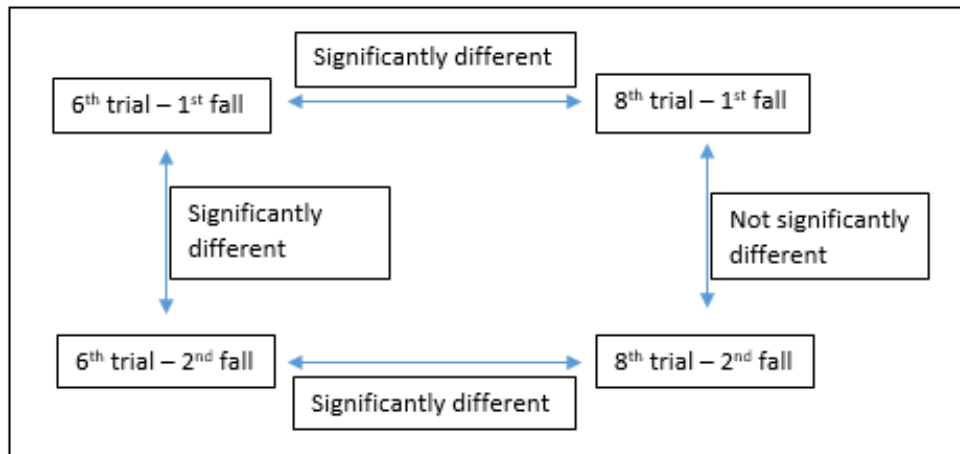 Significantly different
6th trial – 1st fall
8th trial – 1st fall
Significantly
different
Not significantly
different
6th trial – 2nd fall
8th trial – 2nd fall
Significantly different